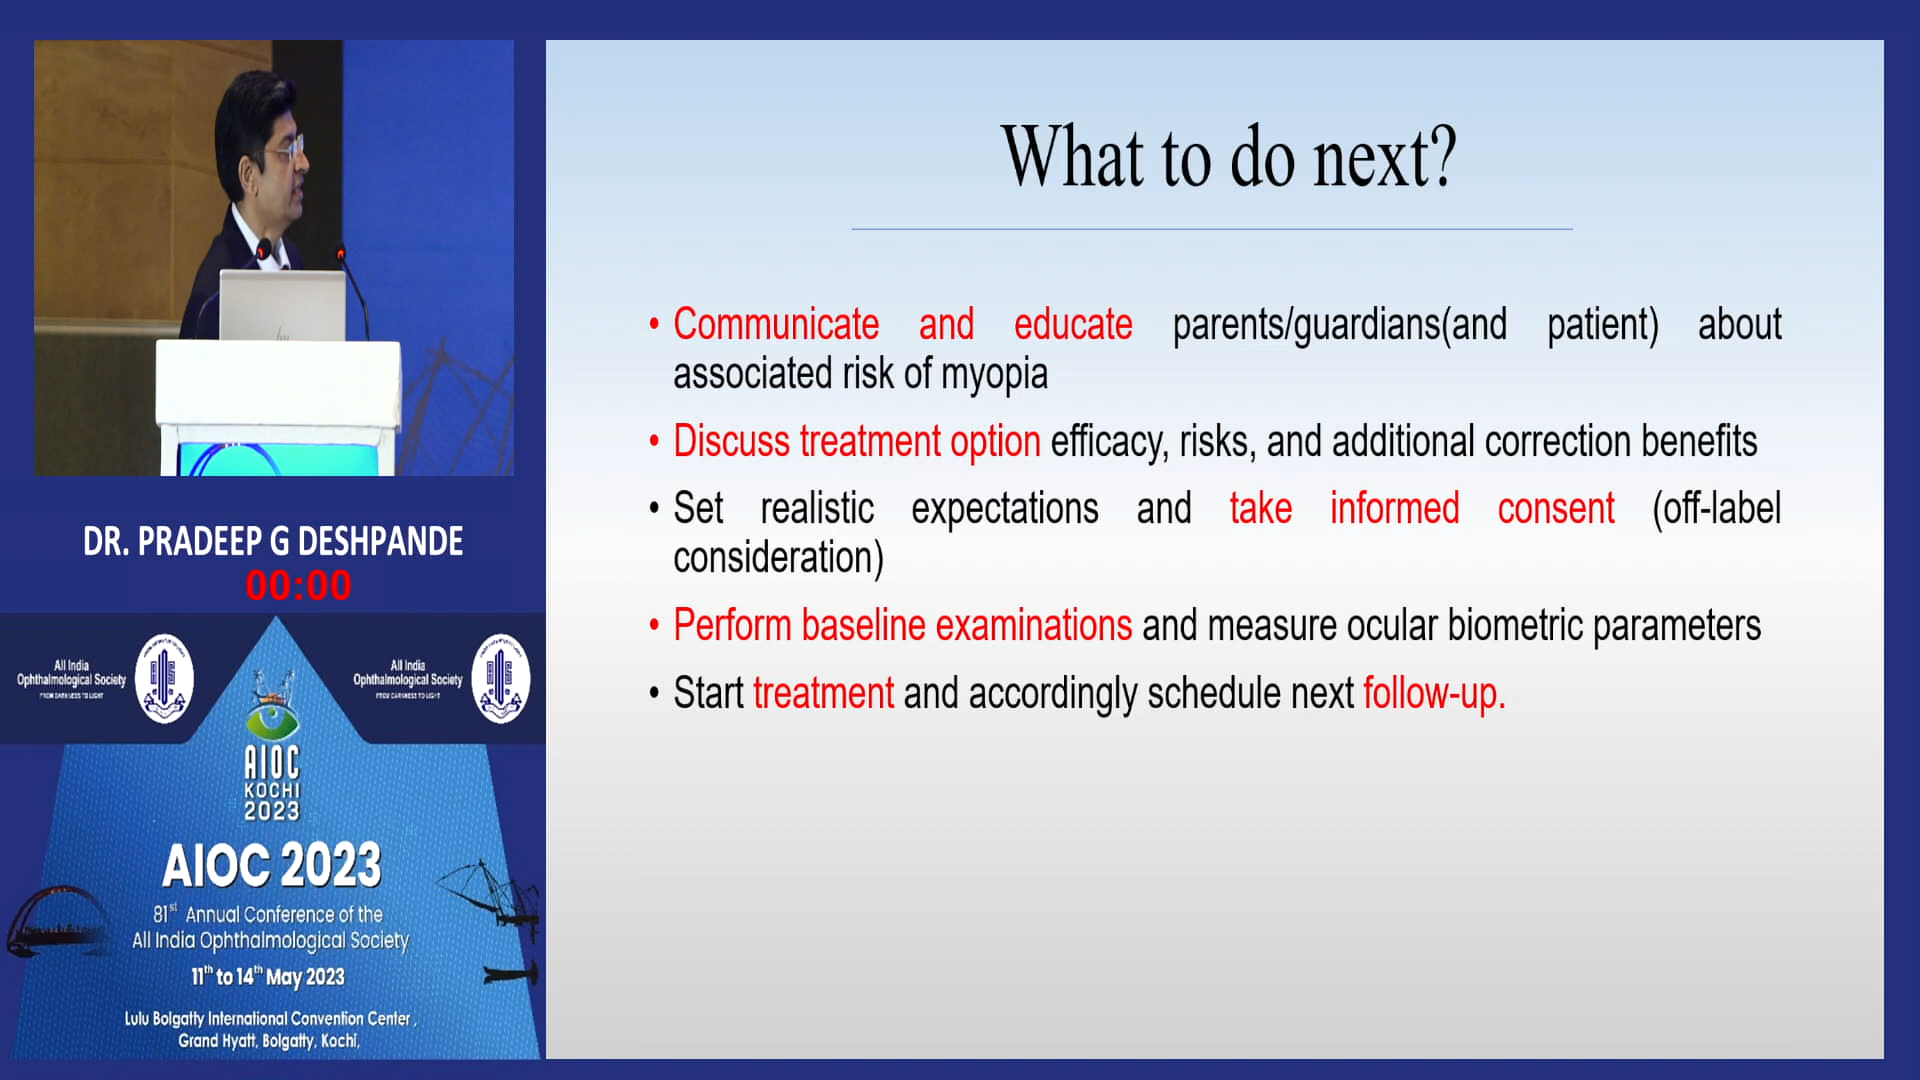 DR. PRADEEP G DESHPANDE
00:00
All India
Ophthalmological Society
FROM DARKNESS TO LIGHT
All India
Ophthalmological Society
FROM DARKNESS TO LIGHT
AIOC
KOCHI
2023
AIOC 2023
81st Annual Conference of the
All India Ophthalmological Society
11th to 14th May 2023
Lulu Bolgatty International Convention Center ,
Grand Hyatt, Bolgatty, Kochi,
What to do next?
• Communicate and educate parents/guardians(and patient) about
associated risk of myopia
• Discuss treatment option efficacy, risks, and additional correction benefits
• Set realistic expectations and take informed consent (off-label
consideration)
• Perform baseline examinations and measure ocular biometric parameters
• Start treatment and accordingly schedule next follow-up.